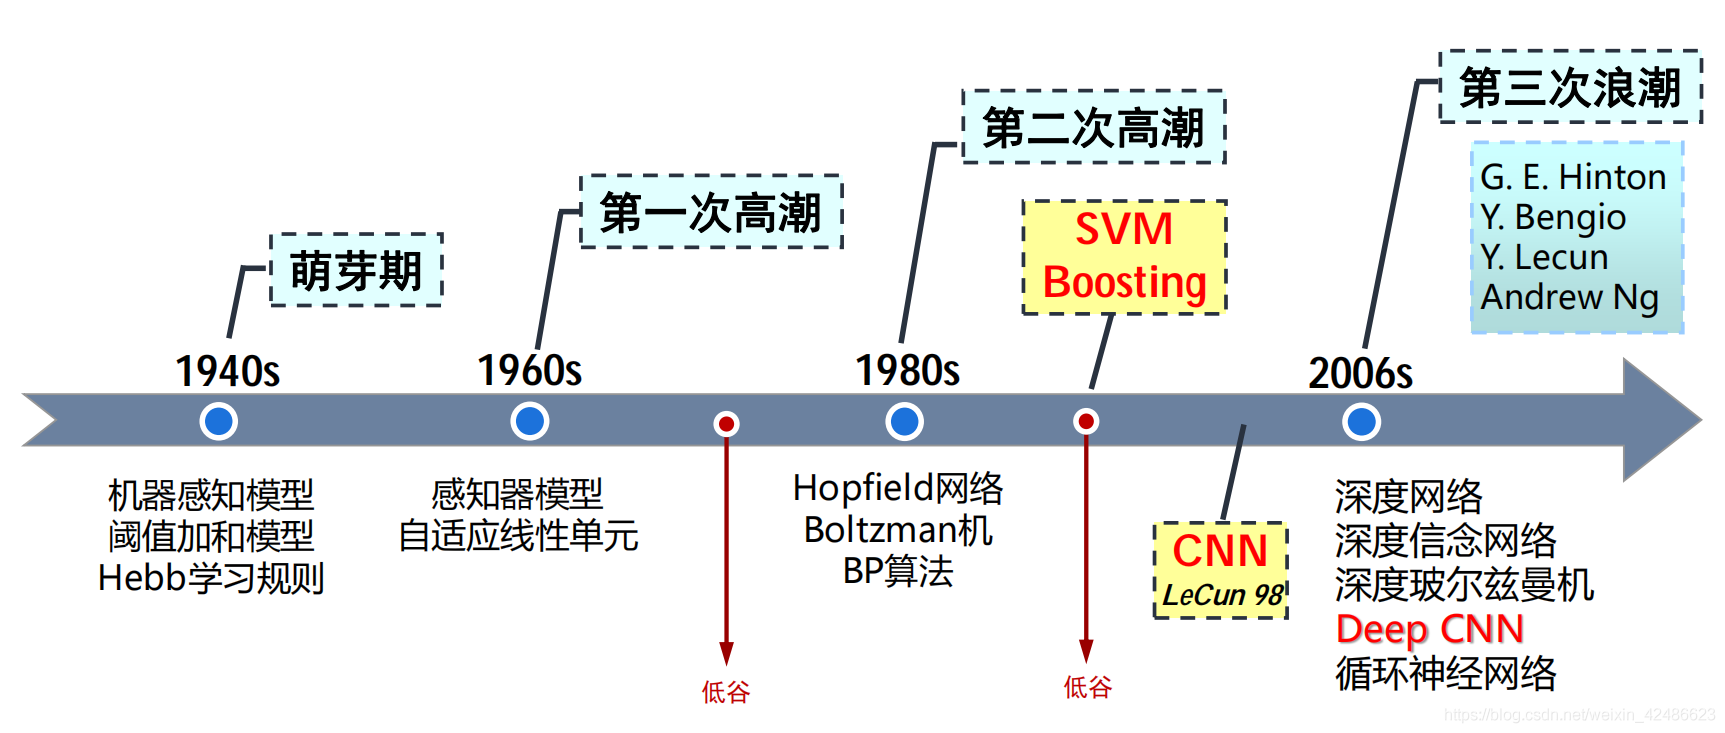 第三次浪潮
第二次高潮
G. E. Hinton
Y. Bengio
Y. Lecun
Andrew Ng
第一次高潮
SVM
Boosting
萌芽期
1940s
1960s
1980s
2006s
机器感知模型
阈值加和模型
Hebb学习规则
感知器模型
自适应线性单元
低谷
Hopfield网络
Boltzman机
BP算法
低谷
CNN
LeCun 98
深度网络
深度信念网络
深度玻尔兹曼机
Deep CNN
循环神经网络
https://blog.csdn.net/weixin_42486623